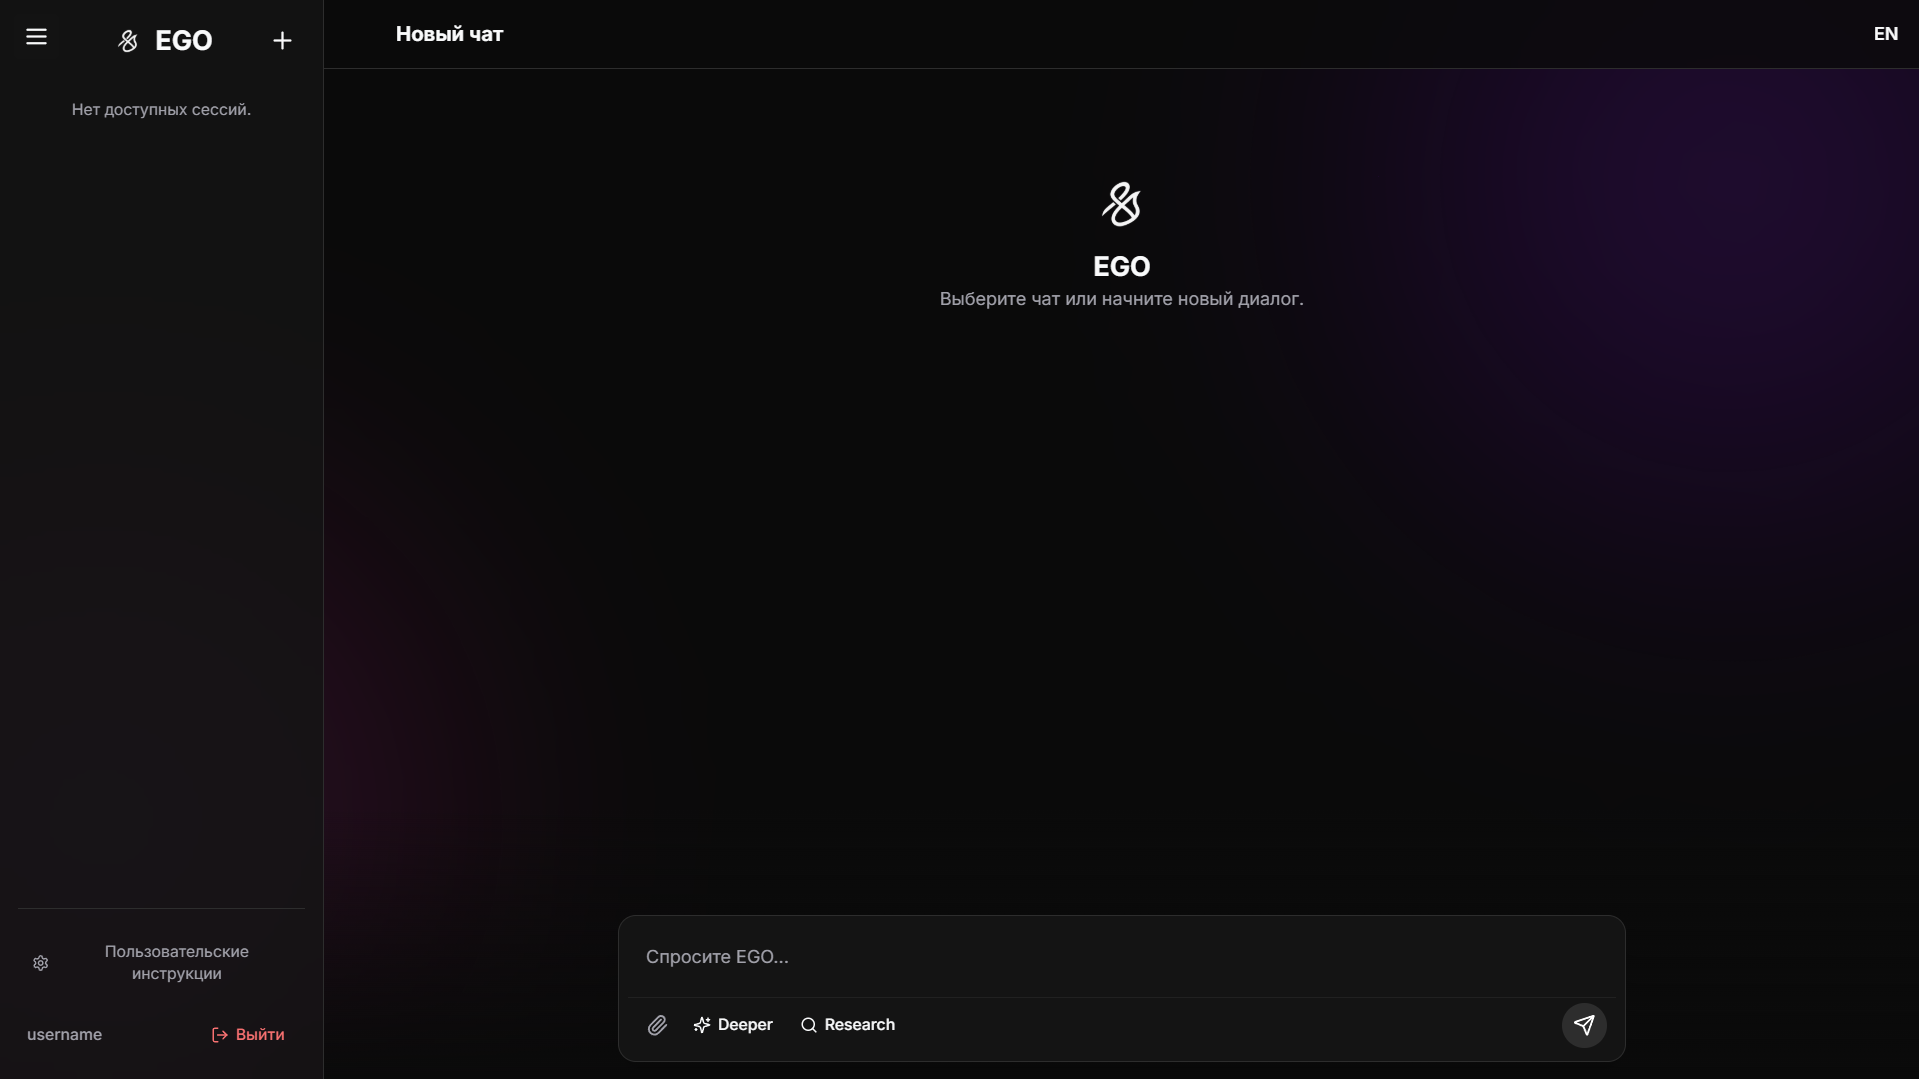 EGO
Нет доступных сессий.
Пользовательские
инструкции
username
Выйти
Новый чат
EN
EGO
Выберите чат или начните новый диалог.
Спросите EGO...
Deeper
Research